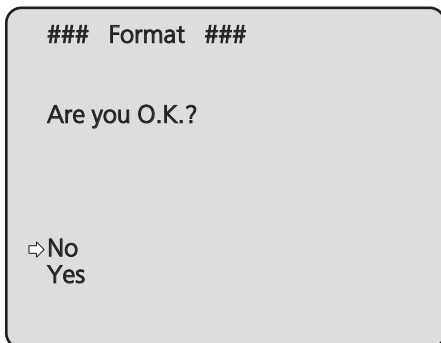 ### Format ###
Are you O.K.?
⇨No
Yes